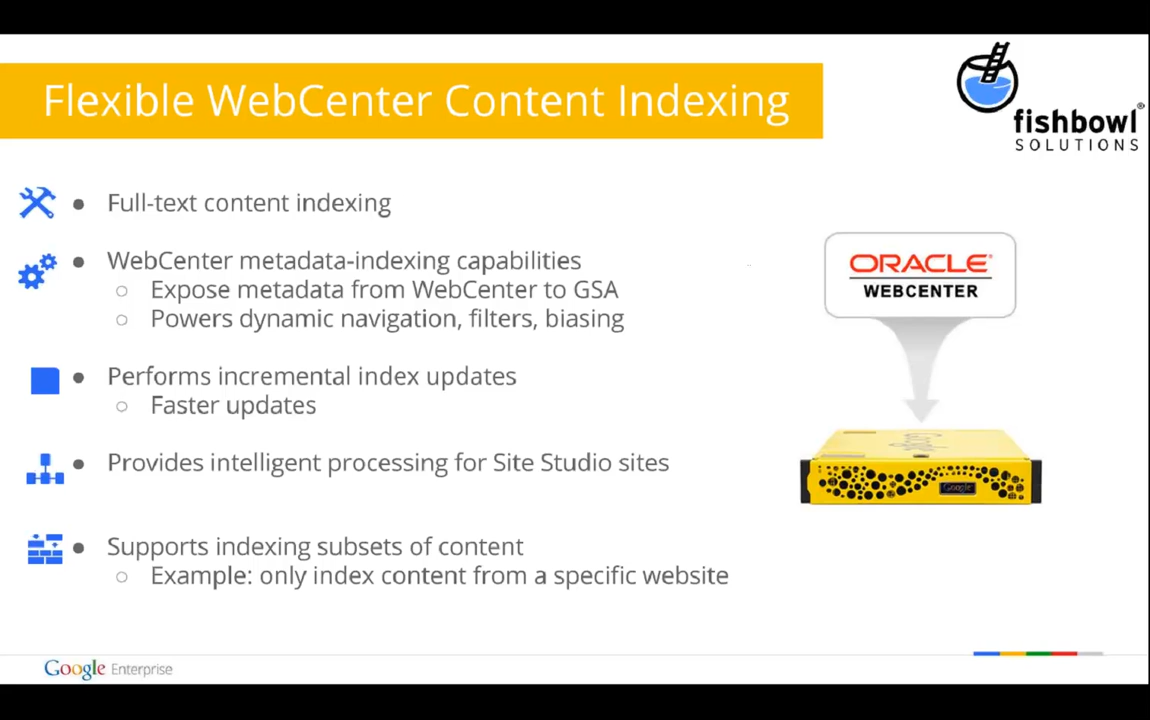 Flexible WebCenter Content Indexing
fishbowl®
SOLUTIONS
● Full-text content indexing
● WebCenter metadata-indexing capabilities
○ Expose metadata from WebCenter to GSA
○ Powers dynamic navigation, filters, biasing
● Performs incremental index updates
○ Faster updates
● Provides intelligent processing for Site Studio sites
● Supports indexing subsets of content
○ Example: only index content from a specific website
ORACLE®
WEBCENTER
Google
Google
Google Enterprise